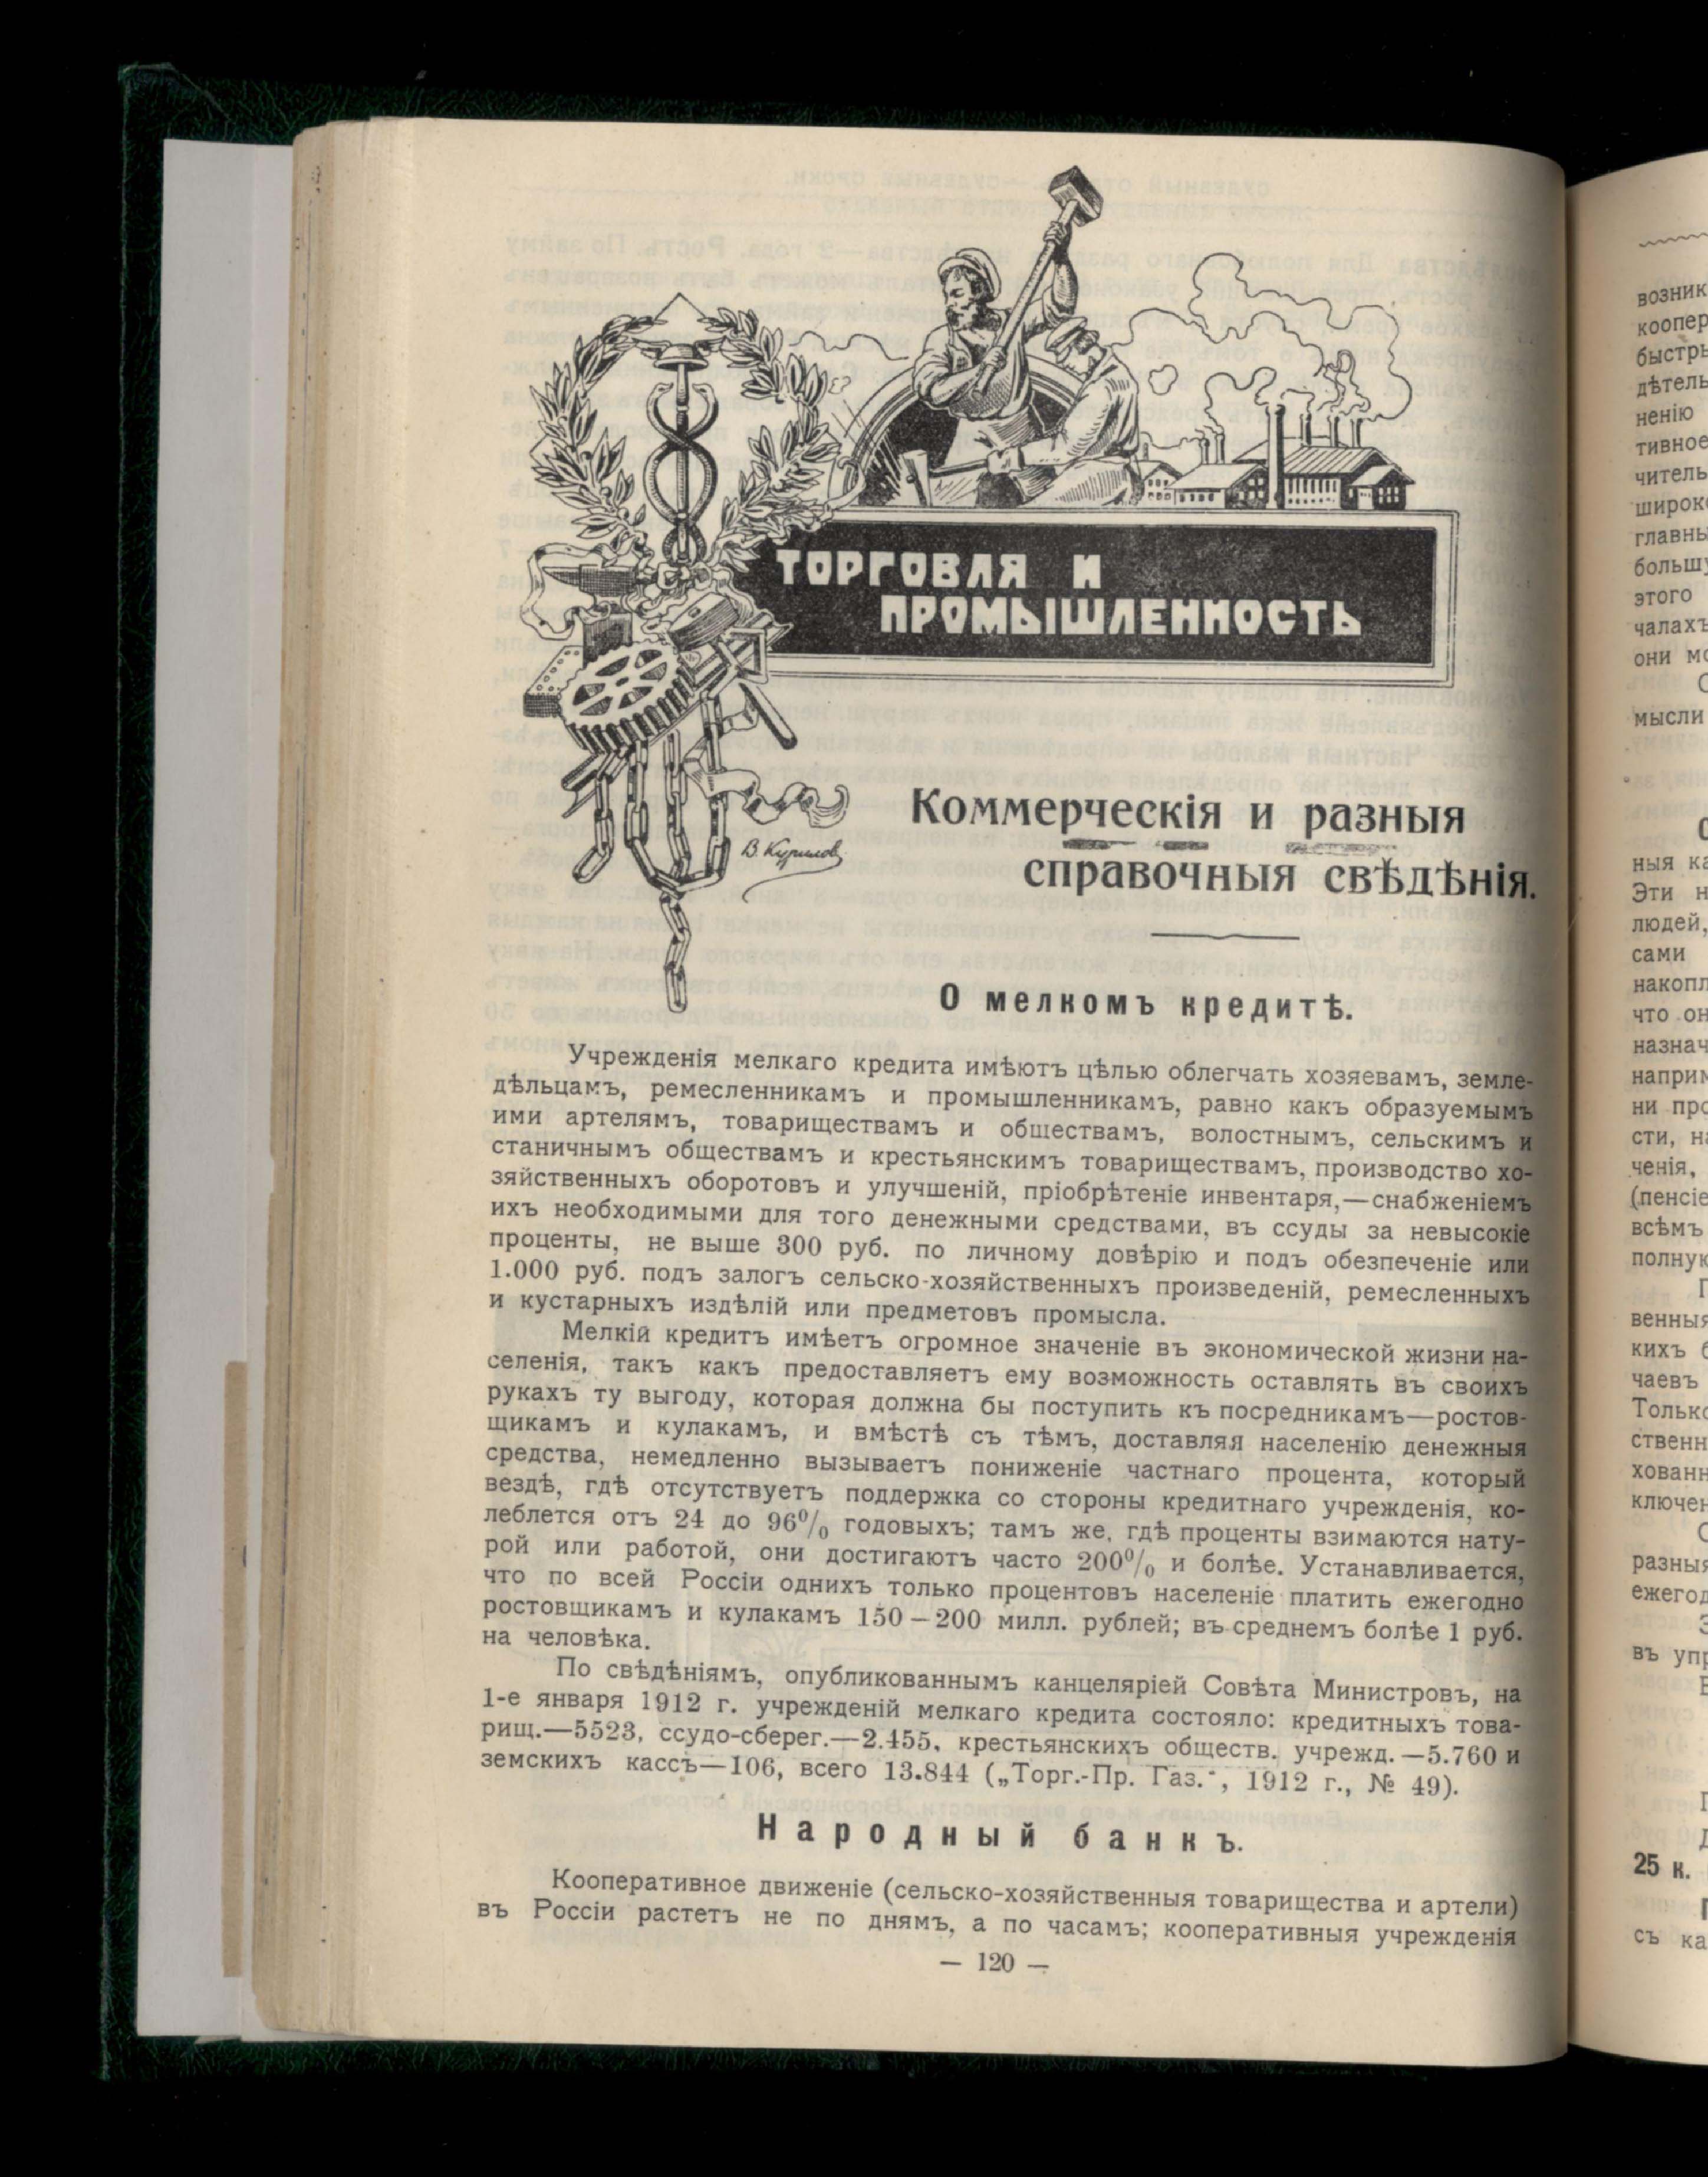 ТОРГОВЛЯ И
ПРОМЫШЛЕННОСТЬ
В. Курилов
Коммерческія и разныя
справочныя свѣдѣнія.
О мелкомъ кредитѣ.
Учрежденія мелкаго кредита имѣютъ цѣлью облегчать хозяевамъ, земле-
дѣльцамъ, ремесленникамъ и промышленникамъ, равно какъ образуемымъ
ими артелямъ, товариществамъ и обществамъ, волостнымъ, сельскимъ и
станичнымъ обществамъ и крестьянскимъ товариществамъ, производство хо-
зяйственныхъ оборотовъ и улучшеній, пріобрѣтеніе инвентаря,—снабженіемъ
ихъ необходимыми для того денежными средствами, въ ссуды за невысокіе
проценты, не выше 300 руб. по личному довѣрію и подъ обезпеченіе или
1.000 руб. подъ залогъ сельско-хозяйственныхъ произведеній, ремесленныхъ
и кустарныхъ издѣлій или предметовъ промысла.
Мелкій кредитъ имѣетъ огромное значеніе въ экономической жизни на-
селенія, такъ какъ предоставляетъ ему возможность оставлять въ своихъ
рукахъ ту выгоду, которая должна бы поступить къ посредникамъ—ростов-
щикамъ и кулакамъ, и вмѣстѣ съ тѣмъ, доставляя населенію денежныя
средства, немедленно вызываетъ пониженіе частнаго процента, который
вездѣ, гдѣ отсутствуетъ поддержка со стороны кредитнаго учрежденія, ко-
леблется отъ 24 до 96% годовыхъ; тамъ же, гдѣ проценты взимаются нату-
рой или работой, они достигаютъ часто 200% и болѣе. Устанавливается,
что по всей Россіи однихъ только процентовъ населеніе платитъ ежегодно
ростовщикамъ и кулакамъ 150—200 милл. рублей; въ среднемъ болѣе 1 руб.
на человѣка.
По свѣдѣніямъ, опубликованнымъ канцеляріей Совѣта Министровъ, на
1-е января 1912 г. учрежденій мелкаго кредита состояло: кредитныхъ това-
рищ.—5523, ссудо-сберег.—2.455, крестьянскихъ обществ. учрежд.—5.760 и
земскихъ кассъ—106, всего 13.844 („Торг.-Пр. Газ.“, 1912 г., № 49).
Народный банкъ.
Кооперативное движеніе (сельско-хозяйственныя товарищества и артели)
въ Россіи растетъ не по днямъ, а по часамъ; кооперативныя учрежденія
— 120 —